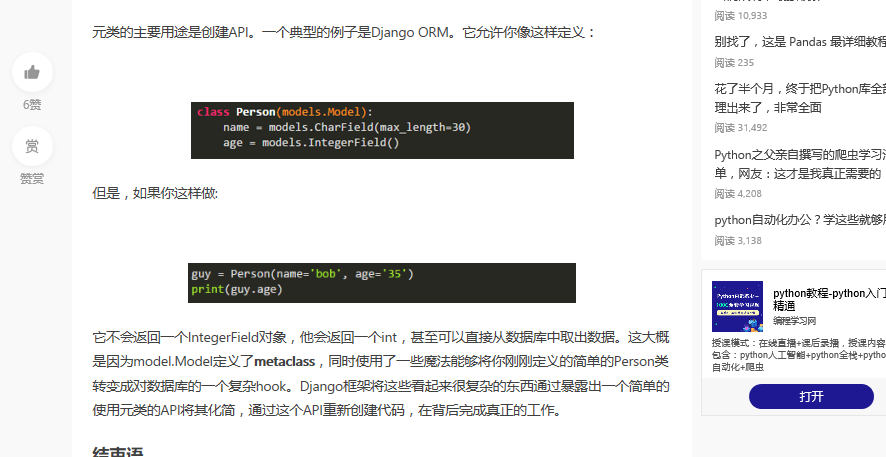 元类的主要用途是创建API。一个典型的例子是Django ORM。它允许你像这样定义：
6赞
赏
赞赏
class Person(models.Model):
name = models.CharField(max_length=30)
age = models.IntegerField()
但是，如果你这样做:
guy = Person(name='bob', age='35')
print(guy.age)
它不会返回一个IntegerField对象，他会返回一个int，甚至可以直接从数据库中取出数据。这大概
是因为model.Model定义了metaclass，同时使用了一些魔法能够将你刚刚定义的简单的Person类
转变成对数据库的一个复杂hook。Django框架将这些看起来很复杂的东西通过暴露出一个简单的
使用元类的API将其化简，通过这个API重新创建代码，在背后完成真正的工作。
结束语
阅读 10,933
别找了，这是 Pandas 最详细教程
阅读 235
花了半个月，终于把Python库全部
理出来了，非常全面
阅读 31,492
Python之父亲自撰写的爬虫学习
单，网友：这才是我真正需要的
阅读 4,208
python自动化办公？学这些就够
阅读 3,138
python教程-python入门
精通
编程学习网
授课模式：在线直播+课后录播，授课内容
包含：python人工智能+python全栈+pytho
自动化+爬虫
打开